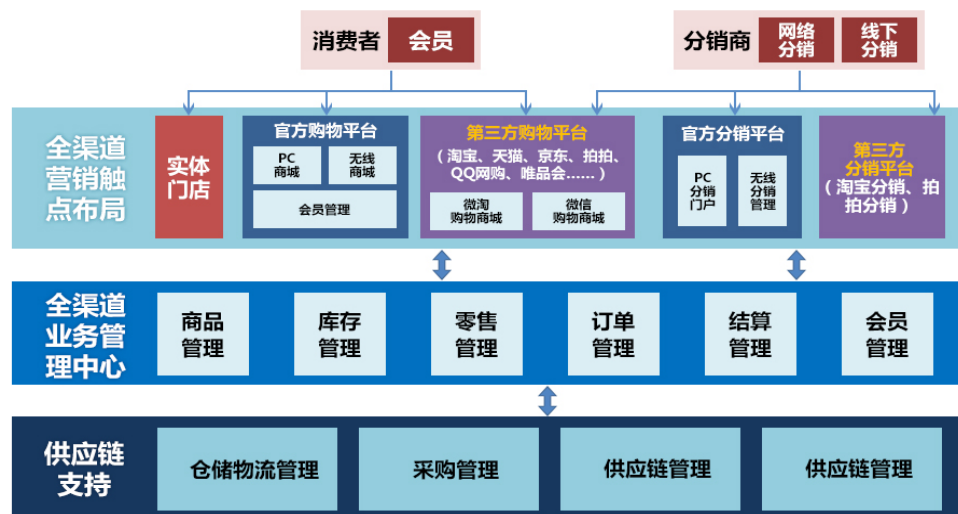 消费者
会员
分销商
网络
分销
线下
分销
全渠道
营销触
点布局
实体
门店
官方购物平台
PC
商城
无线
商城
会员管理
第三方购物平台
（淘宝、天猫、京东、拍拍、
QQ网购、唯品会……）
微淘
购物商城
微信
购物商城
官方分销平台
PC
分销
门户
无线
分销
管理
第三方
分销平台
（淘宝分销、拍
拍分销）
全渠道
业务管
理中心
商品
管理
库存
管理
零售
管理
订单
管理
结算
管理
会员
管理
供应链
支持
仓储物流管理
采购管理
供应链管理
供应链管理